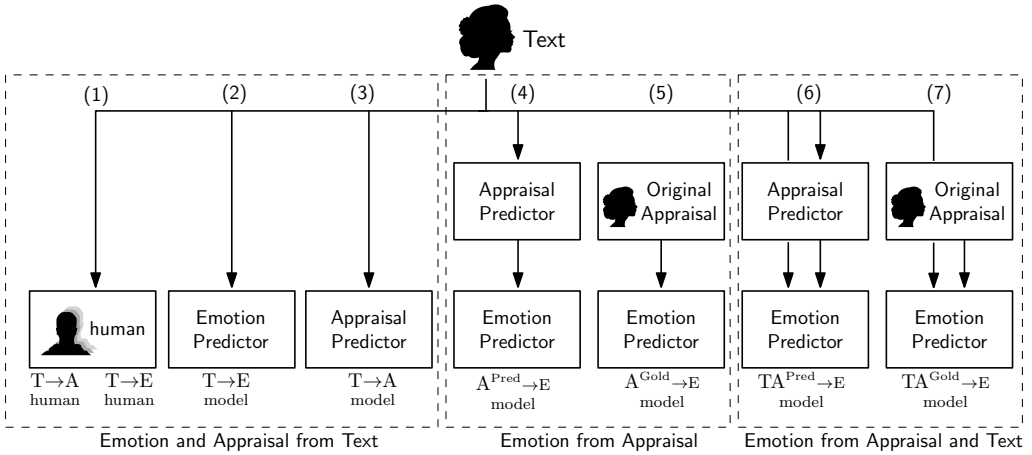 Text
(1)
(2)
(3)
(4)
(5)
(6)
(7)
Appraisal
Predictor
Original
Appraisal
Appraisal
Predictor
Original
Appraisal
human
Emotion
Predictor
Appraisal
Predictor
Emotion
Predictor
Emotion
Predictor
Emotion
Predictor
Emotion
Predictor
T→A
human
T→E
human
T→E
model
T→A
model
A^Pred→E
model
A^Gold→E
model
TA^Pred→E
model
TA^Gold→E
model
Emotion and Appraisal from Text
Emotion from Appraisal
Emotion from Appraisal and Text